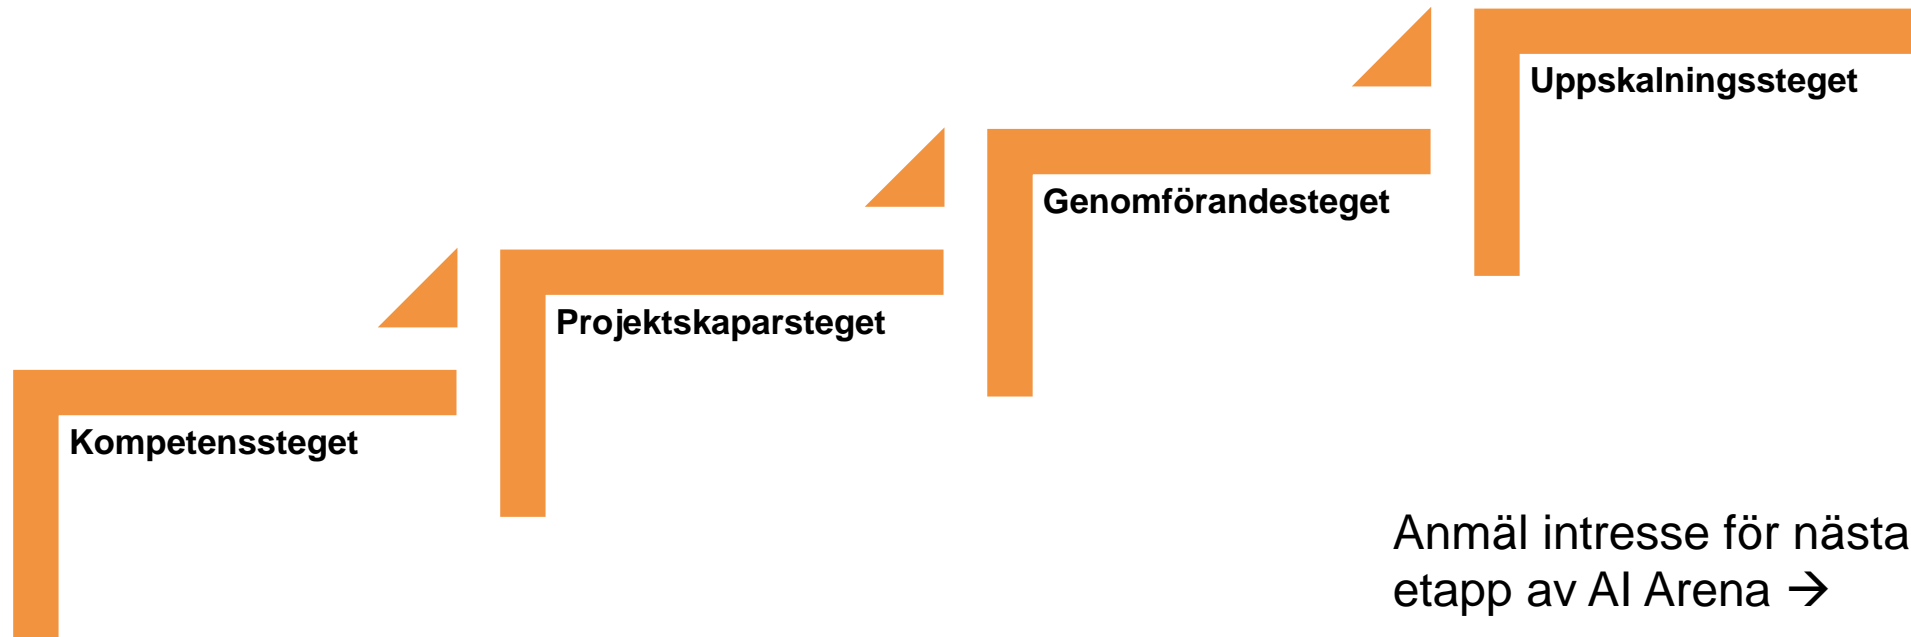 Uppskalningssteget
Genomförandesteget
Projektskaparsteget
Kompetenssteget
Anmäl intresse för nästa
etapp av AI Arena →